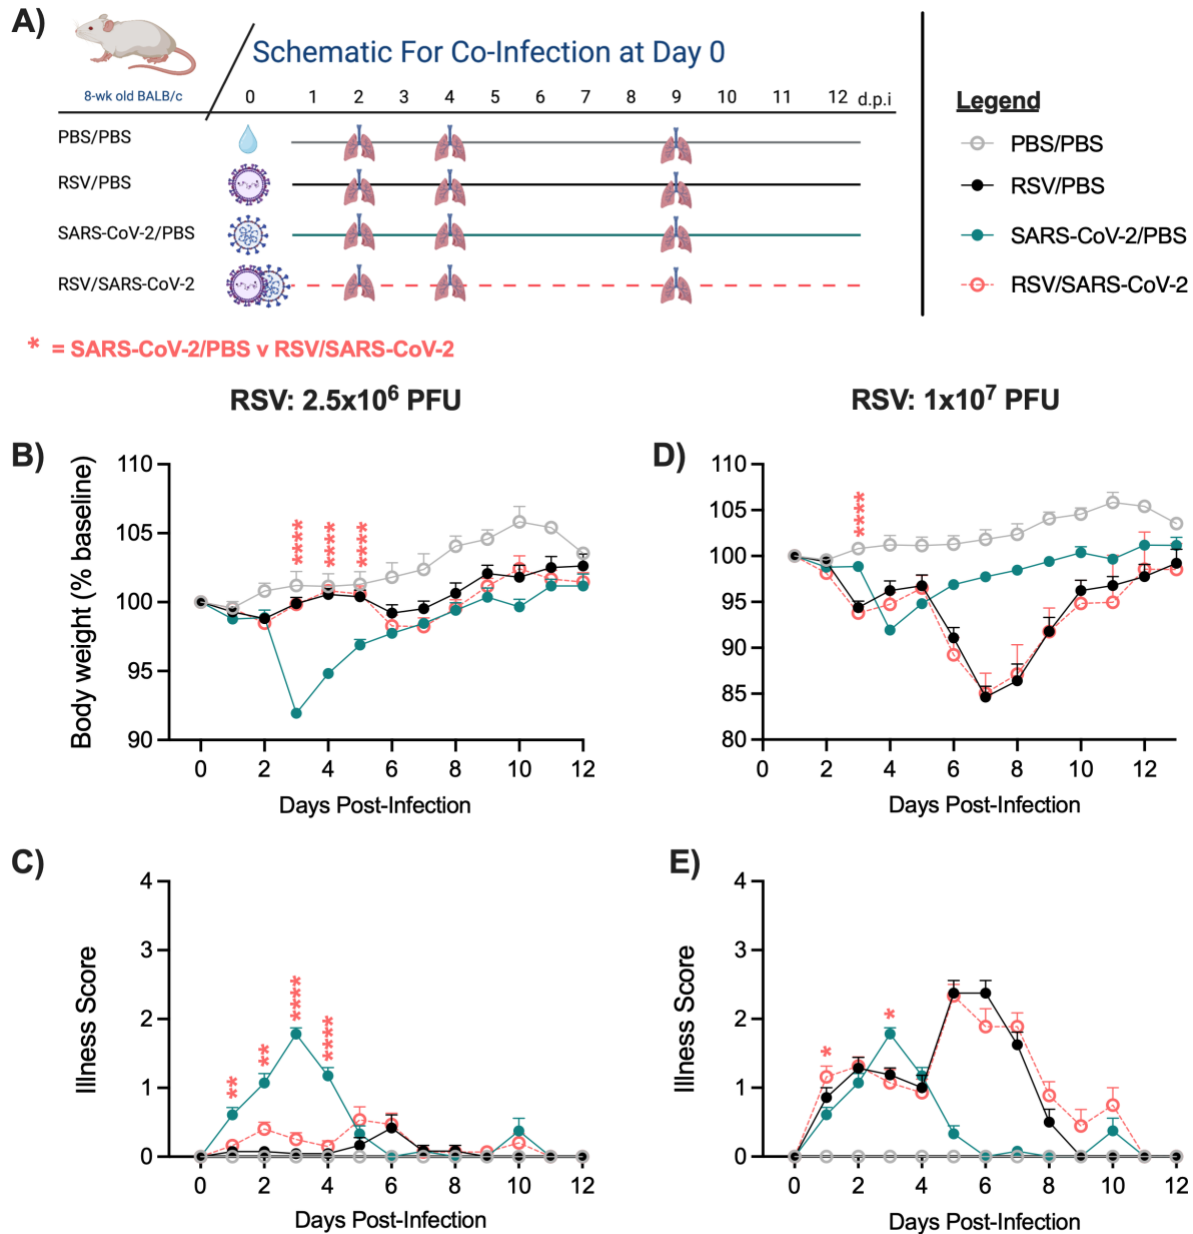 A)
Schematic For Co-Infection at Day 0
8-wk old BALB/c
0 1 2 3 4 5 6 7 8 9 10 11 12 d.p.i
PBS/PBS
RSV/PBS
SARS-CoV-2/PBS
RSV/SARS-CoV-2
Legend
PBS/PBS
RSV/PBS
SARS-CoV-2/PBS
RSV/SARS-CoV-2
* = SARS-CoV-2/PBS v RSV/SARS-CoV-2
RSV: 2.5x10⁶ PFU
RSV: 1x10⁷ PFU
B)
Body weight (% baseline)
110
105
100
95
90
****
****
****
0 2 4 6 8 10 12
Days Post-Infection
D)
110
105
100
95
90
85
80
****
0 2 4 6 8 10 12
Days Post-Infection
C)
Illness Score
4
3
2
1
0
**
**
****
****
0 2 4 6 8 10 12
Days Post-Infection
E)
Illness Score
4
3
2
1
0
*
*
0 2 4 6 8 10 12
Days Post-Infection